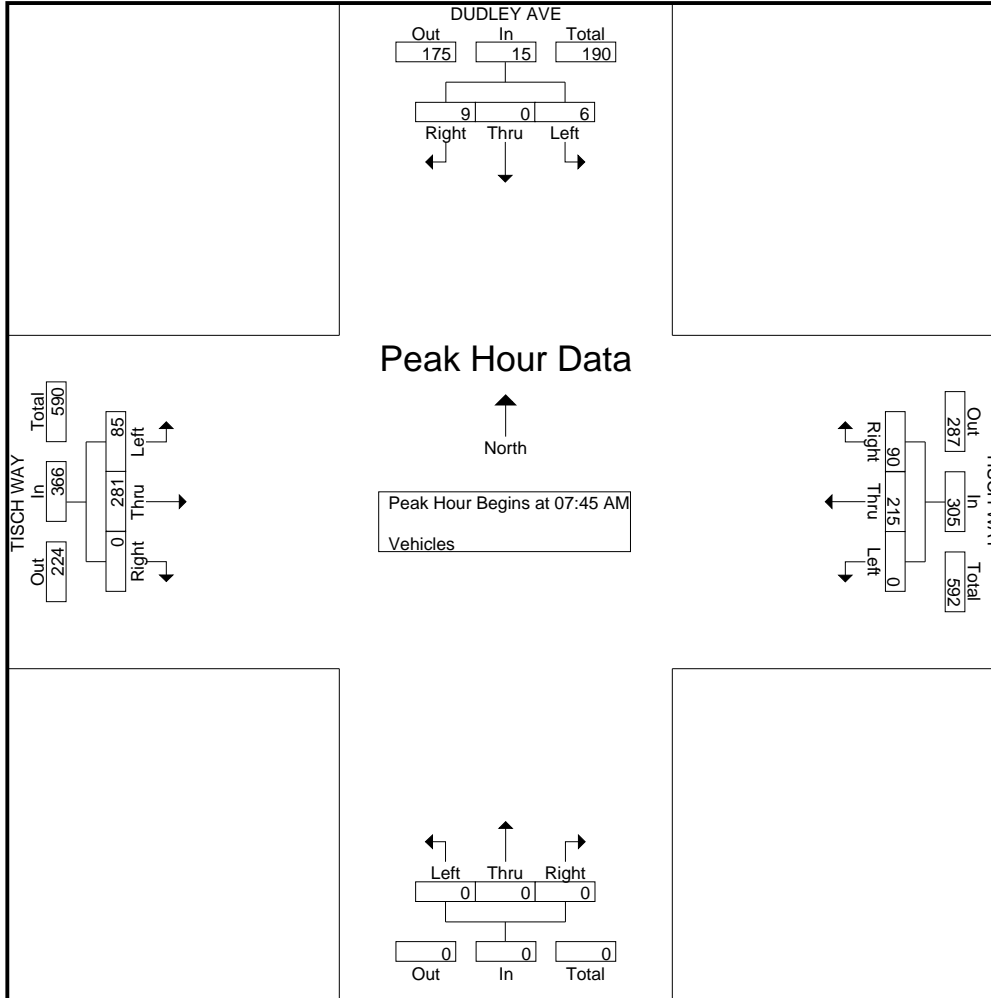 DUDLEY AVE
Out In Total
175 15 190
9 0 6
Right Thru Left
Peak Hour Data
North
Peak Hour Begins at 07:45 AM
Vehicles
TISCH WAY
Total In Out
590 366 224
85 281 0
Left Thru Right
Out In Total
287 305 592
90 215 0
Right Thru Left
Left Thru Right
0 0 0
0 0 0
Out In Total